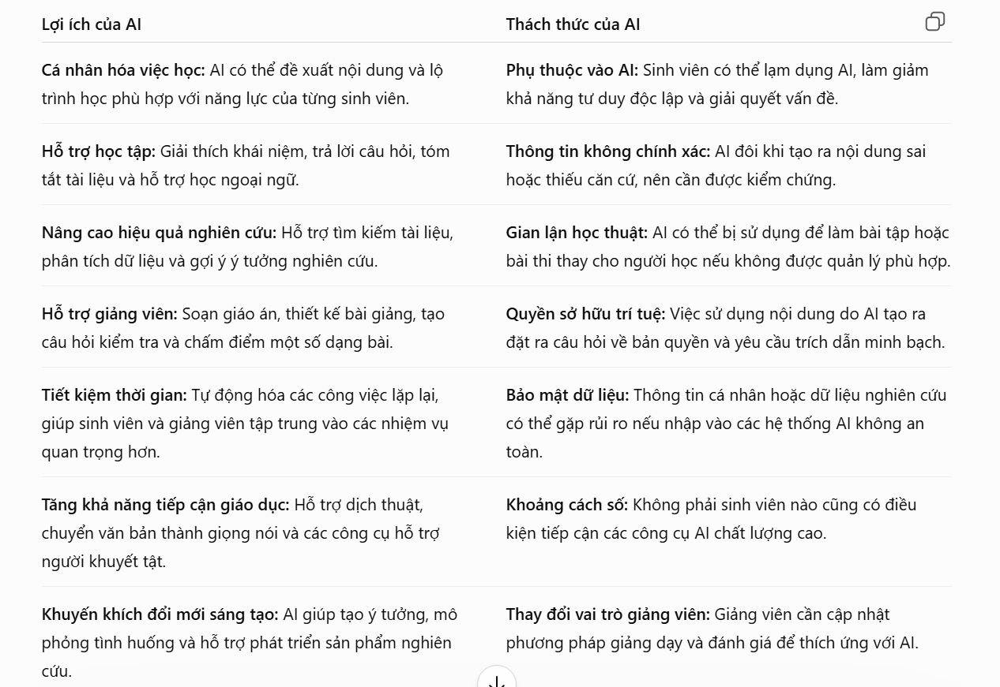 Lợi ích của AI
Thách thức của AI
Cá nhân hóa việc học: AI có thể đề xuất nội dung và lộ
trình học phù hợp với năng lực của từng sinh viên.
Phụ thuộc vào AI: Sinh viên có thể lạm dụng AI, làm giảm
khả năng tư duy độc lập và giải quyết vấn đề.
Hỗ trợ học tập: Giải thích khái niệm, trả lời câu hỏi, tóm
tắt tài liệu và hỗ trợ học ngoại ngữ.
Thông tin không chính xác: AI đôi khi tạo ra nội dung sai
hoặc thiếu căn cứ, nên cần được kiểm chứng.
Nâng cao hiệu quả nghiên cứu: Hỗ trợ tìm kiếm tài liệu,
phân tích dữ liệu và gợi ý ý tưởng nghiên cứu.
Gian lận học thuật: AI có thể bị sử dụng để làm bài tập hoặc
bài thi thay cho người học nếu không được quản lý phù hợp.
Hỗ trợ giảng viên: Soạn giáo án, thiết kế bài giảng, tạo
câu hỏi kiểm tra và chấm điểm một số dạng bài.
Quyền sở hữu trí tuệ: Việc sử dụng nội dung do AI tạo ra
đặt ra câu hỏi về bản quyền và yêu cầu trích dẫn minh bạch.
Tiết kiệm thời gian: Tự động hóa các công việc lặp lại,
giúp sinh viên và giảng viên tập trung vào các nhiệm vụ
quan trọng hơn.
Bảo mật dữ liệu: Thông tin cá nhân hoặc dữ liệu nghiên cứu
có thể gặp rủi ro nếu nhập vào các hệ thống AI không an
toàn.
Tăng khả năng tiếp cận giáo dục: Hỗ trợ dịch thuật,
chuyển văn bản thành giọng nói và các công cụ hỗ trợ
người khuyết tật.
Khoảng cách số: Không phải sinh viên nào cũng có điều
kiện tiếp cận các công cụ AI chất lượng cao.
Khuyến khích đổi mới sáng tạo: AI giúp tạo ý tưởng, mô
phỏng tình huống và hỗ trợ phát triển sản phẩm nghiên
cứu.
Thay đổi vai trò giảng viên: Giảng viên cần cập nhật
phương pháp giảng dạy và đánh giá để thích ứng với AI.